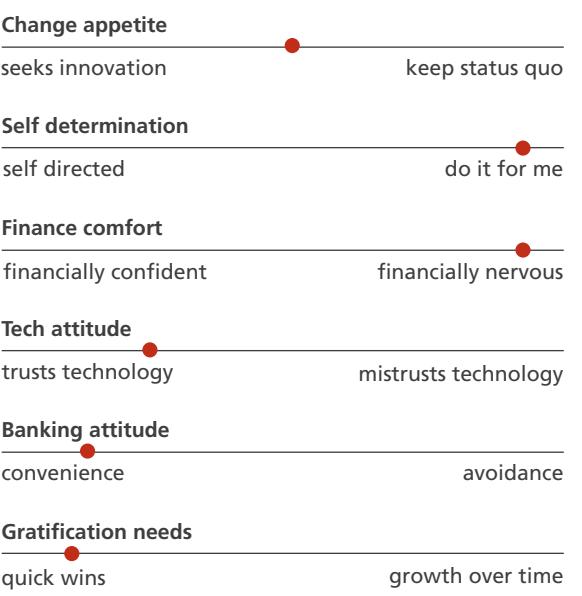 Change appetite
seeks innovation keep status quo
Self determination
self directed do it for me
Finance comfort
financially confident financially nervous
Tech attitude
trusts technology mistrusts technology
Banking attitude
convenience avoidance
Gratification needs
quick wins growth over time